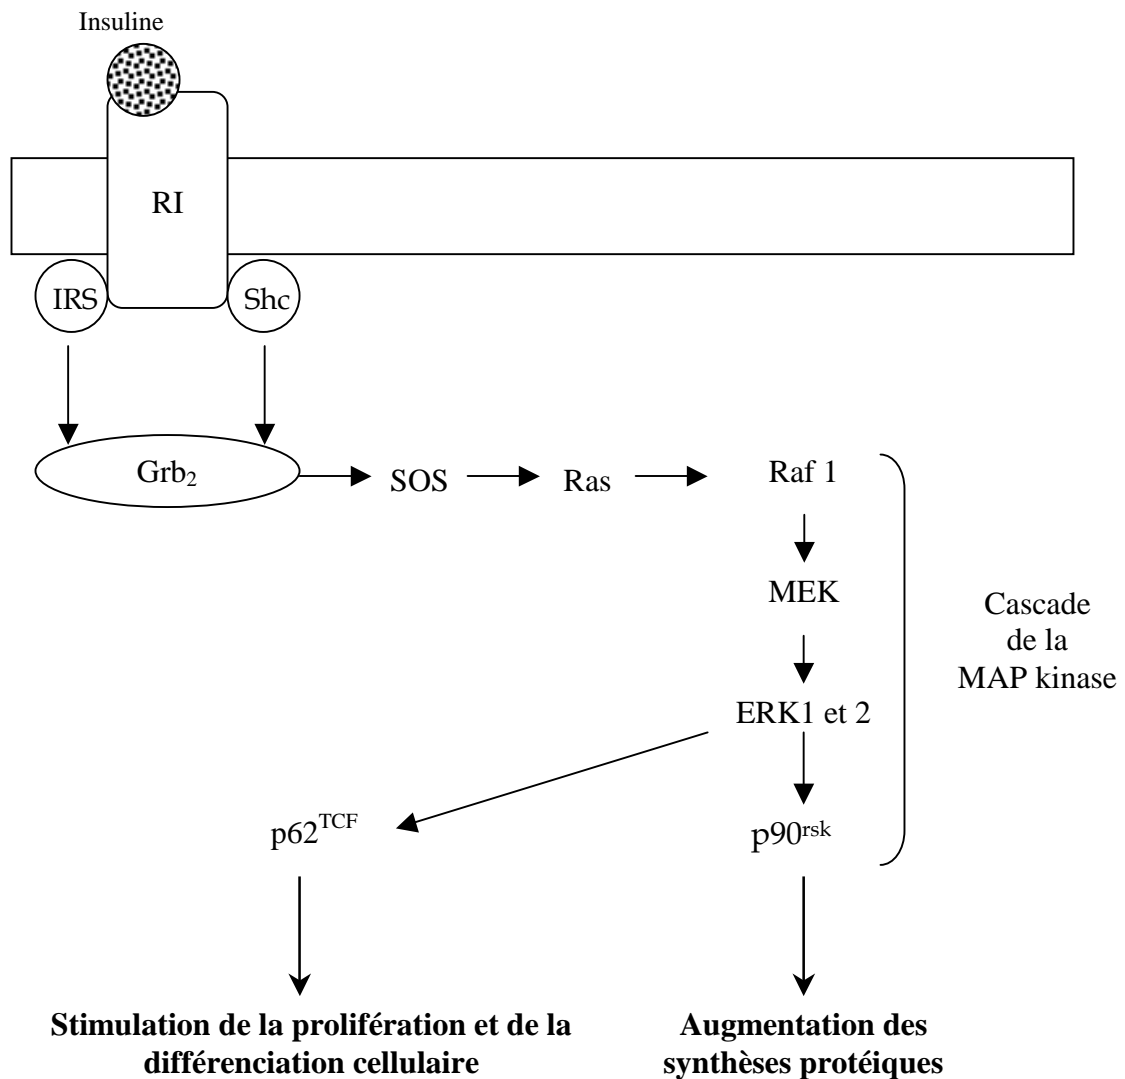 Insuline
RI
IRS
Shc
Grb2
SOS
Ras
Raf 1
MEK
ERK1 et 2
Cascade
de la
MAP kinase
p62TCF
p90rsk
Stimulation de la prolifération et de la
différenciation cellulaire
Augmentation des
synthèses protéiques